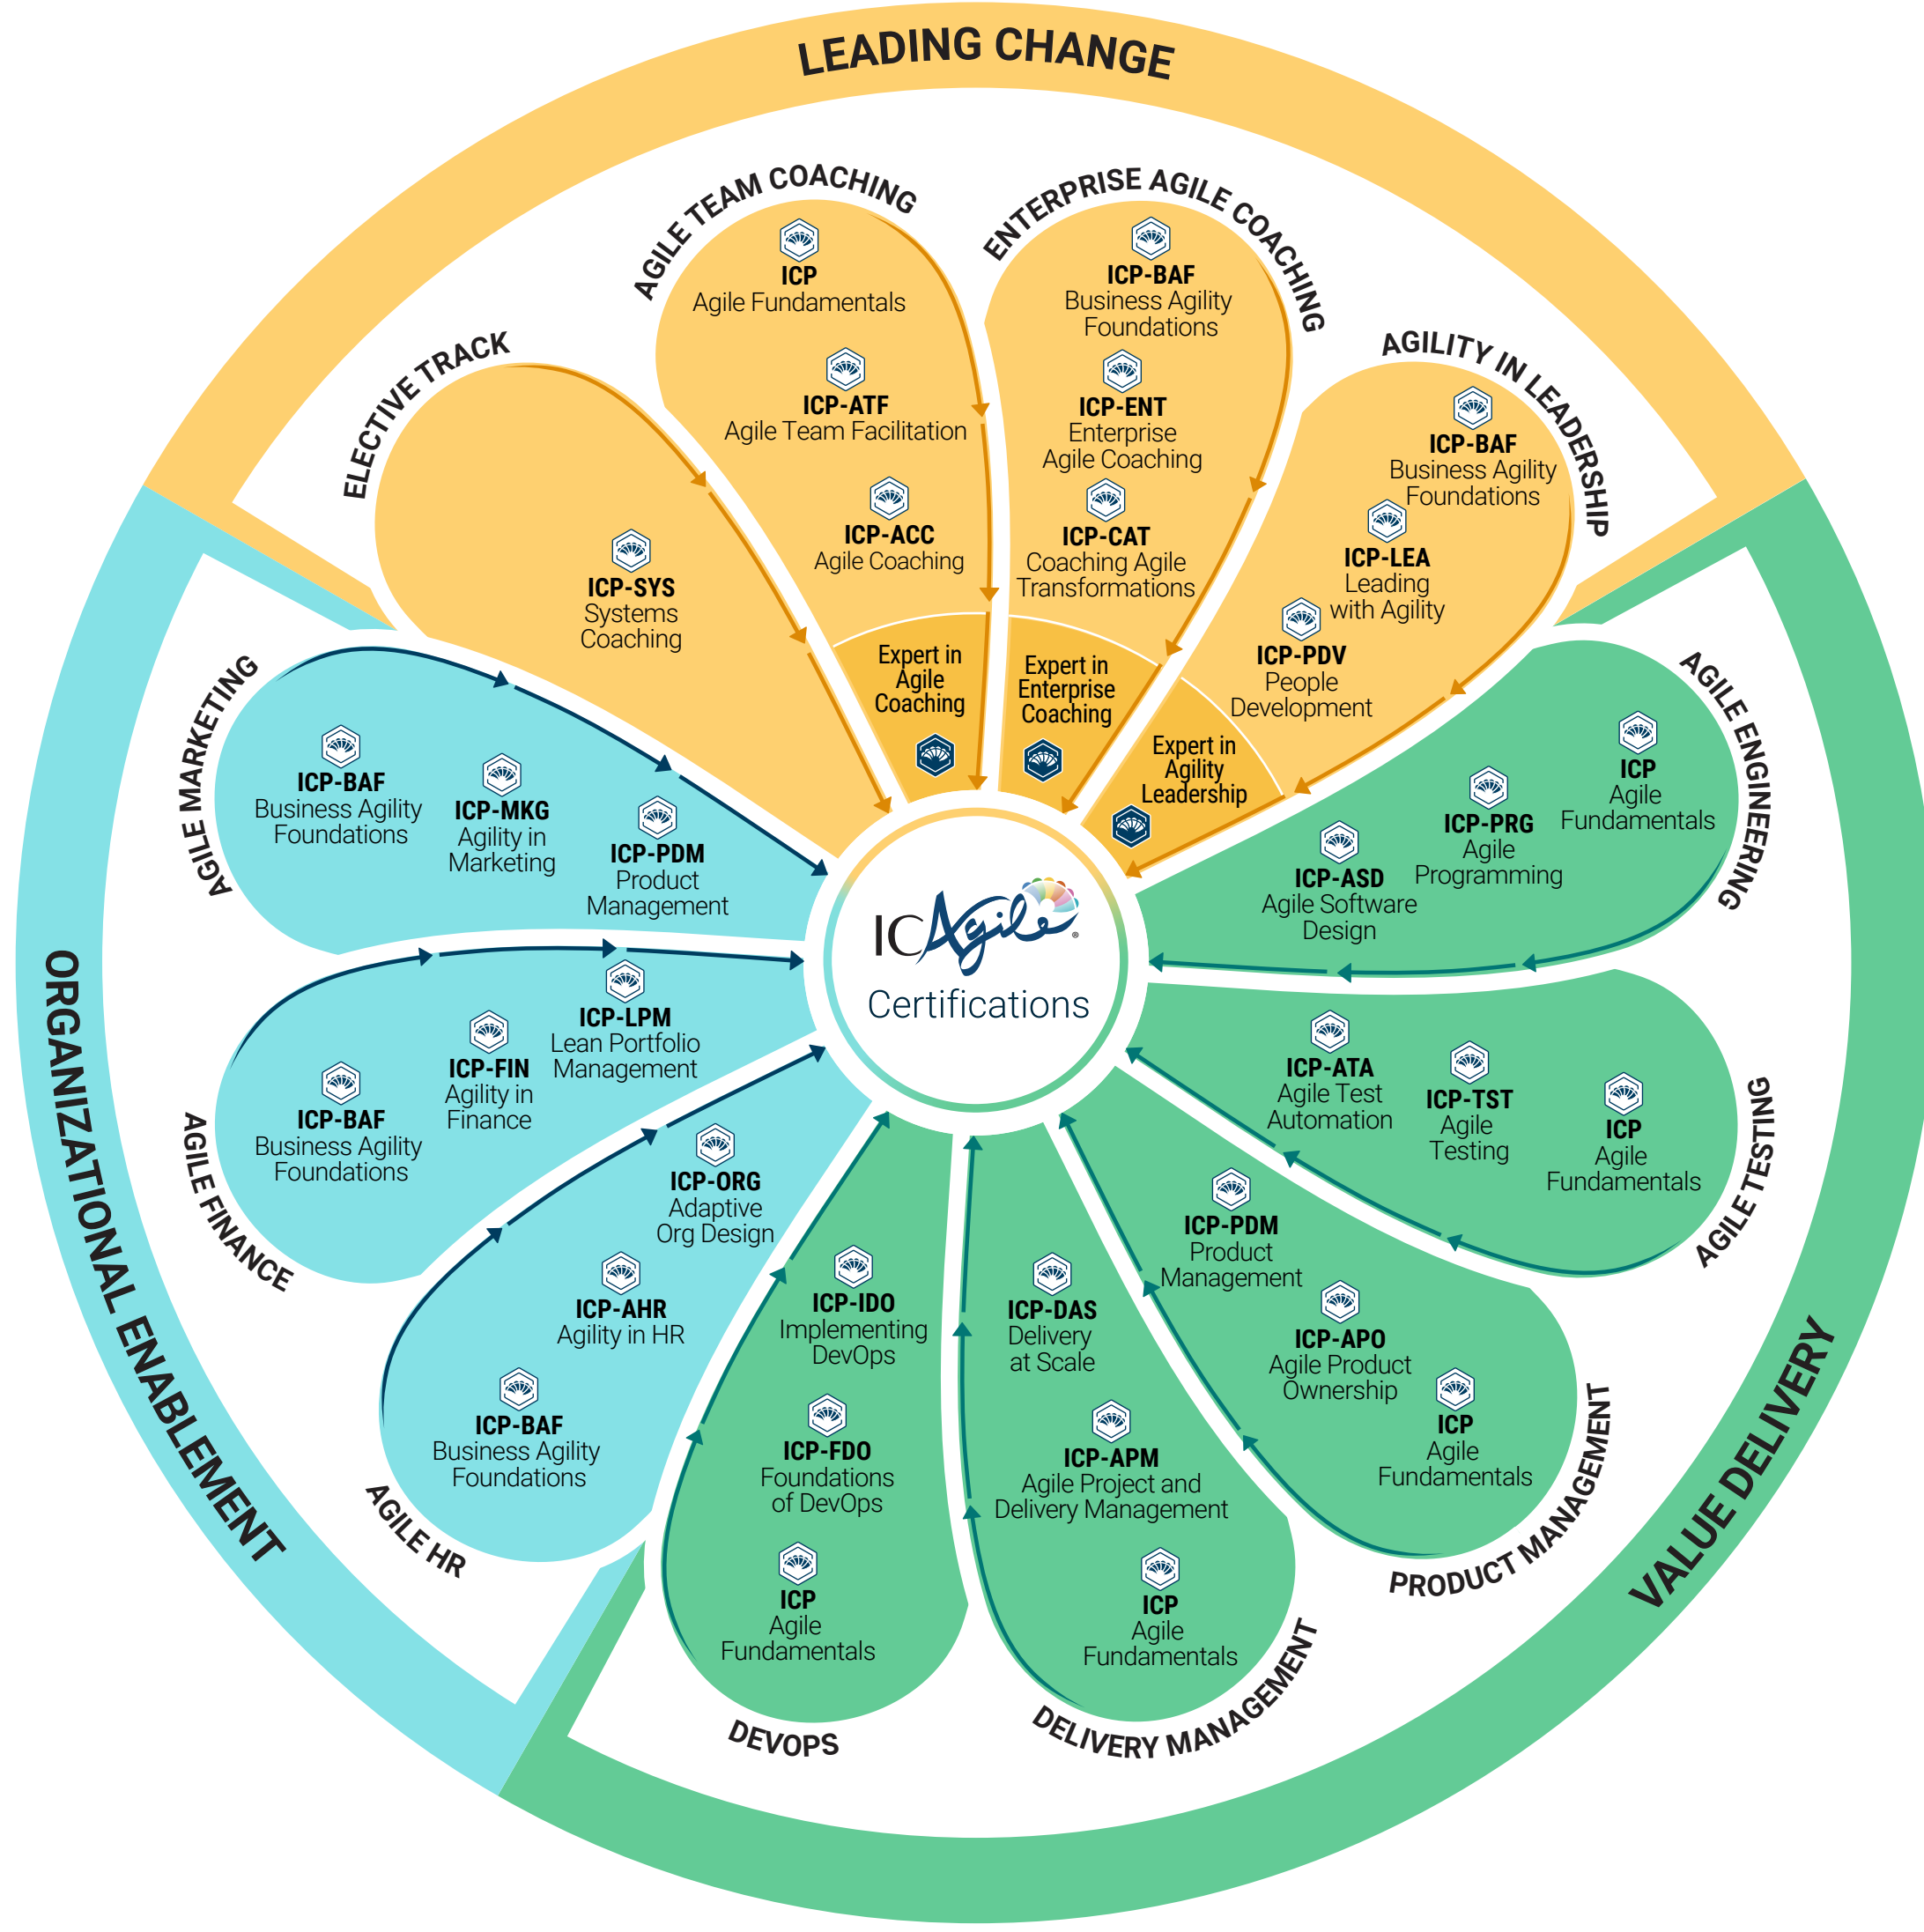 LEADING CHANGE
ELECTIVE TRACK
ICP-SYS
Systems
Coaching
AGILE TEAM COACHING
ICP
Agile Fundamentals
ICP-ATF
Agile Team Facilitation
ICP-ACC
Agile Coaching
Expert in
Agile
Coaching
ENTERPRISE AGILE COACHING
ICP-BAF
Business Agility
Foundations
ICP-ENT
Enterprise
Agile Coaching
ICP-CAT
Coaching Agile
Transformations
Expert in
Enterprise
Coaching
AGILITY IN LEADERSHIP
ICP-BAF
Business Agility
Foundations
ICP-LEA
Leading
with Agility
ICP-PDV
People
Development
Expert in
Agility
Leadership
VALUE DELIVERY
AGILE ENGINEERING
ICP
Agile
Fundamentals
ICP-PRG
Agile
Programming
ICP-ASD
Agile Software
Design
AGILE TESTING
ICP
Agile
Fundamentals
ICP-TST
Agile
Testing
ICP-ATA
Agile Test
Automation
PRODUCT MANAGEMENT
ICP
Agile
Fundamentals
ICP-APO
Agile Product
Ownership
ICP-PDM
Product
Management
DELIVERY MANAGEMENT
ICP
Agile
Fundamentals
ICP-APM
Agile Project and
Delivery Management
ICP-DAS
Delivery
at Scale
DEVOPS
ICP
Agile
Fundamentals
ICP-FDO
Foundations
of DevOps
ICP-IDO
Implementing
DevOps
ORGANIZATIONAL ENABLEMENT
AGILE HR
ICP-BAF
Business Agility
Foundations
ICP-AHR
Agility in HR
ICP-ORG
Adaptive
Org Design
AGILE FINANCE
ICP-BAF
Business Agility
Foundations
ICP-FIN
Agility in
Finance
ICP-LPM
Lean Portfolio
Management
AGILE MARKETING
ICP-BAF
Business Agility
Foundations
ICP-MKG
Agility in
Marketing
ICP-PDM
Product
Management
ICAgile®
Certifications